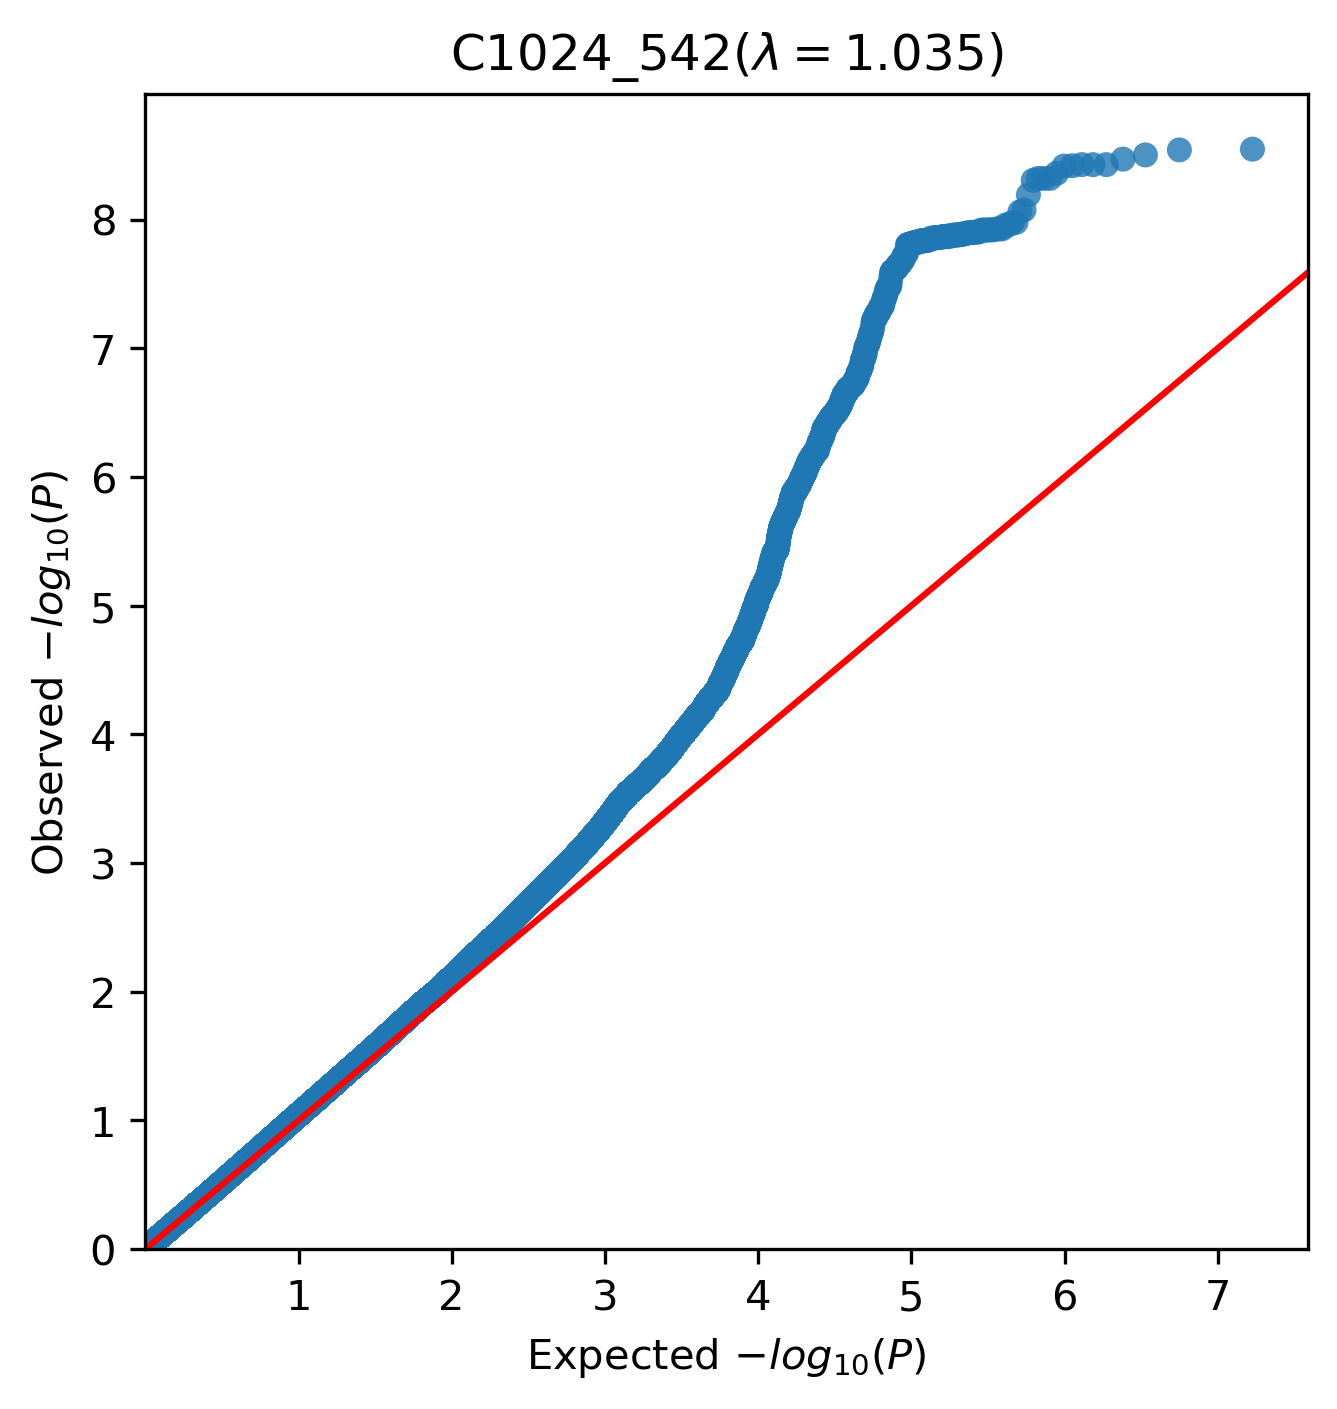 C1024_542(λ = 1.035)
Observed −log₁₀(P)
8
7
6
5
4
3
2
1
0
1 2 3 4 5 6 7
Expected −log₁₀(P)